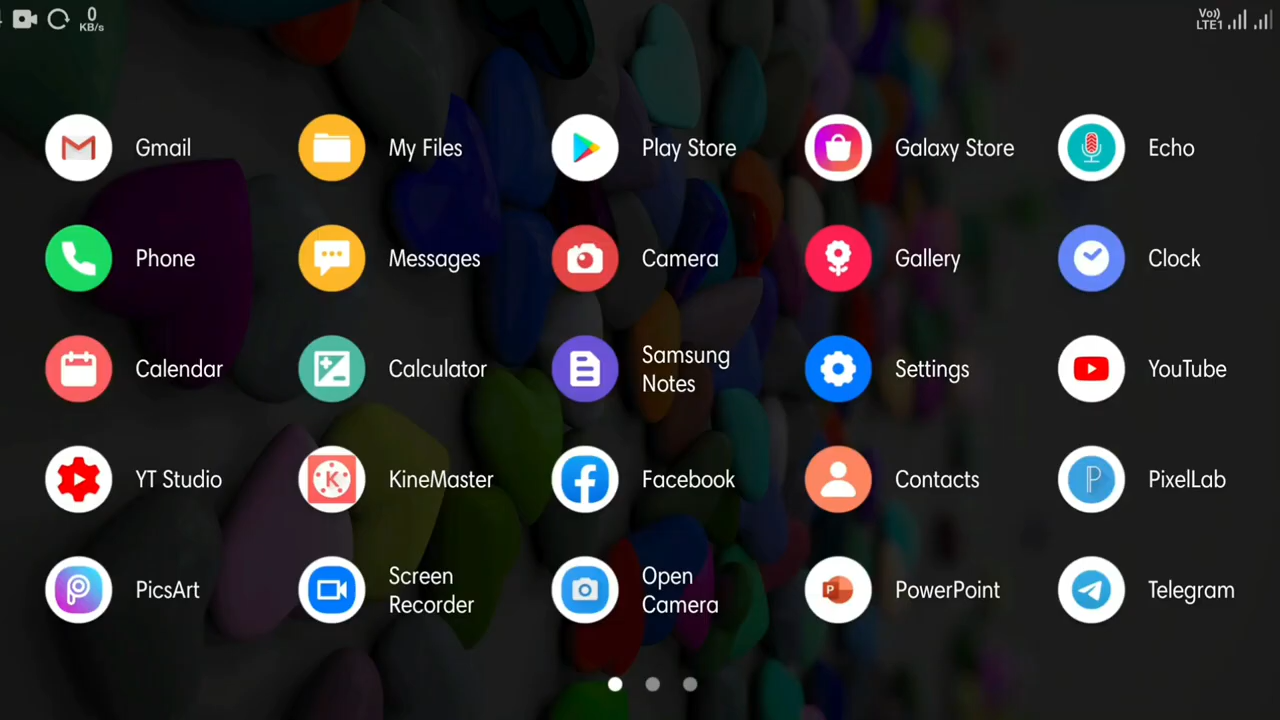 0
KB/s
Vo))
LTE1
Gmail
My Files
Play Store
Galaxy Store
Echo
Phone
Messages
Camera
Gallery
Clock
Calendar
Calculator
Samsung
Notes
Settings
YouTube
YT Studio
KineMaster
Facebook
Contacts
PixelLab
PicsArt
Screen
Recorder
Open
Camera
PowerPoint
Telegram